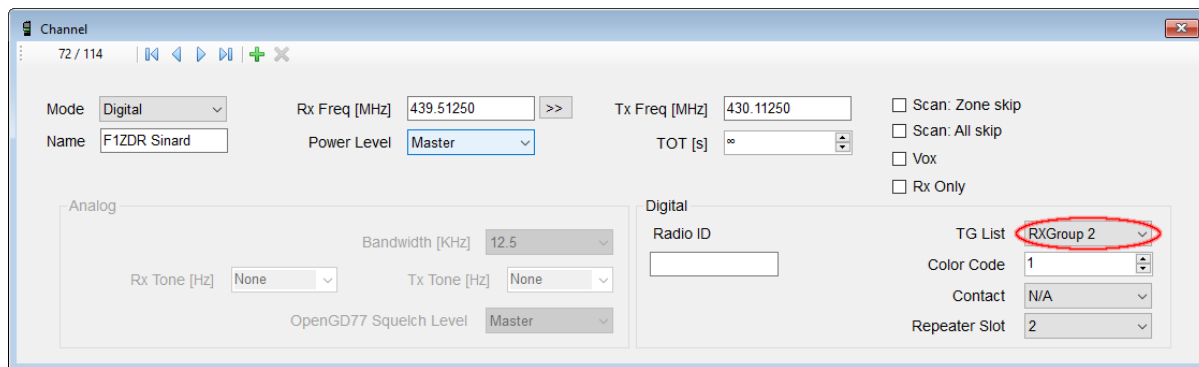 Channel
72 / 114
Mode Digital Rx Freq [MHz] 439.51250 >> Tx Freq [MHz] 430.11250 Scan: Zone skip
Scan: All skip
Name F1ZDR Sinard Power Level Master TOT [s] ∞
Vox
Rx Only
Analog
Bandwidth [KHz] 12.5
Rx Tone [Hz] None Tx Tone [Hz] None
OpenGD77 Squelch Level Master
Digital
Radio ID TG List RXGroup 2
Color Code 1
Contact N/A
Repeater Slot 2